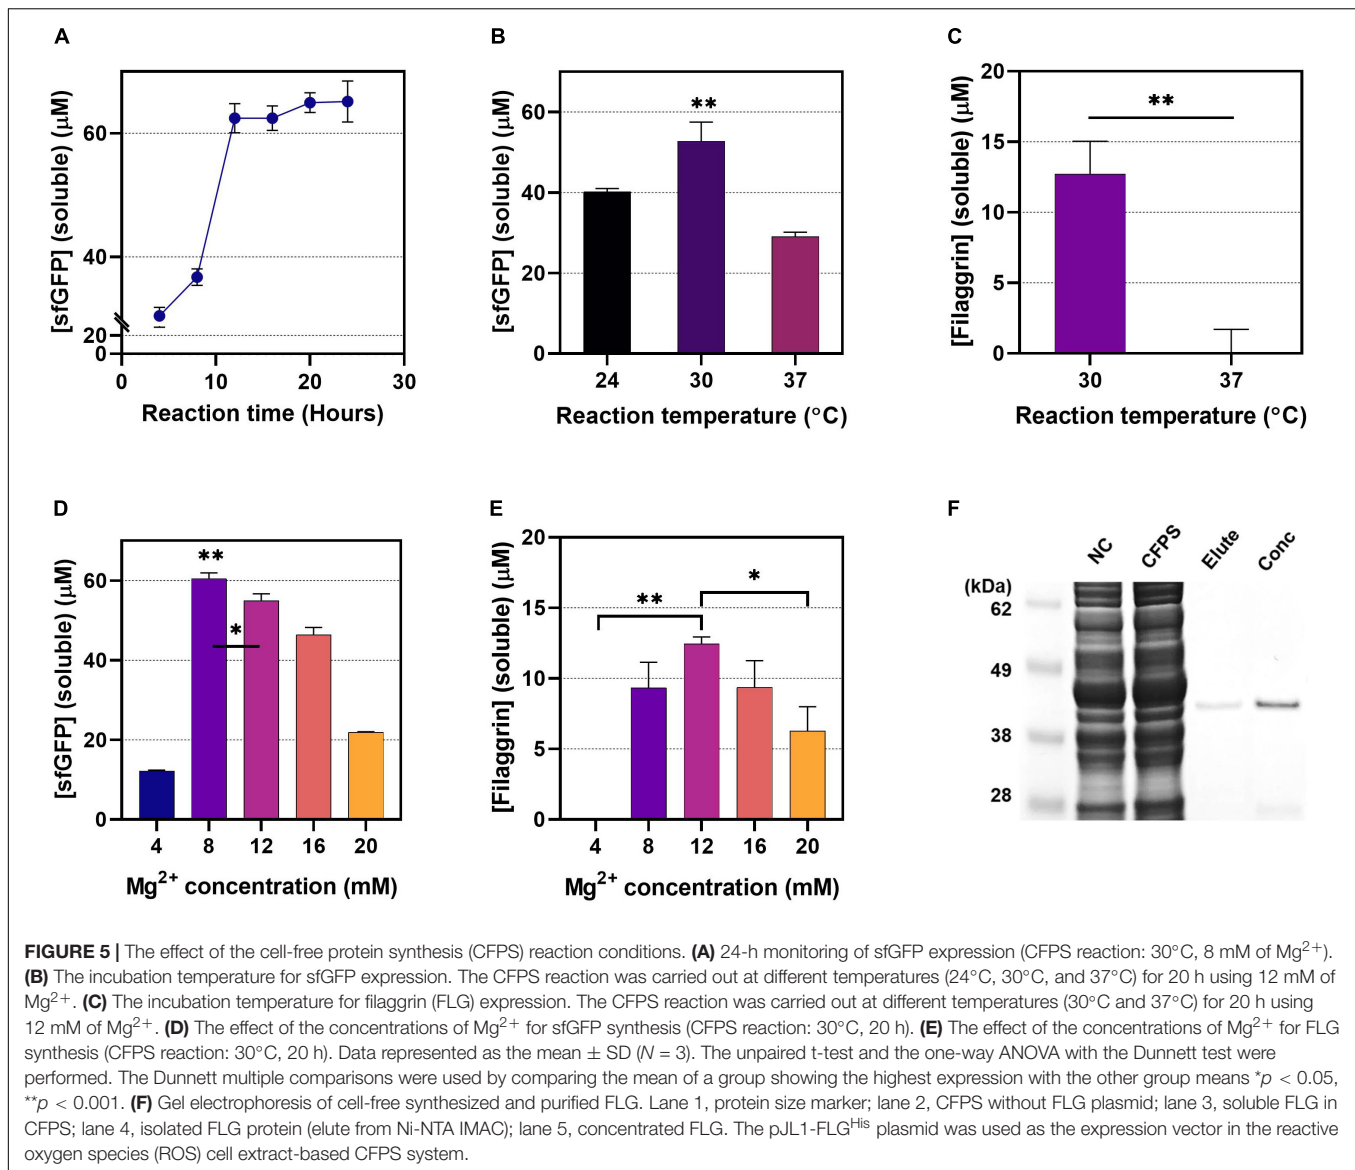 A
[sfGFP] (soluble) (μM)
60
40
20
0
0 10 20 30
Reaction time (Hours)
B
[sfGFP] (soluble) (μM)
60
40
20
0
**
24 30 37
Reaction temperature (°C)
C
[Filaggrin] (soluble) (μM)
20
15
10
5
0
**
30 37
Reaction temperature (°C)
D
[sfGFP] (soluble) (μM)
60
40
20
0
**
*
4 8 12 16 20
Mg2+ concentration (mM)
E
[Filaggrin] (soluble) (μM)
20
15
10
5
0
**
*
4 8 12 16 20
Mg2+ concentration (mM)
F
NC CFPS Elute Conc
(kDa)
62
49
38
28
FIGURE 5 | The effect of the cell-free protein synthesis (CFPS) reaction conditions. (A) 24-h monitoring of sfGFP expression (CFPS reaction: 30°C, 8 mM of Mg2+).
(B) The incubation temperature for sfGFP expression. The CFPS reaction was carried out at different temperatures (24°C, 30°C, and 37°C) for 20 h using 12 mM of
Mg2+. (C) The incubation temperature for filaggrin (FLG) expression. The CFPS reaction was carried out at different temperatures (30°C and 37°C) for 20 h using
12 mM of Mg2+. (D) The effect of the concentrations of Mg2+ for sfGFP synthesis (CFPS reaction: 30°C, 20 h). (E) The effect of the concentrations of Mg2+ for FLG
synthesis (CFPS reaction: 30°C, 20 h). Data represented as the mean ± SD (N = 3). The unpaired t-test and the one-way ANOVA with the Dunnett test were
performed. The Dunnett multiple comparisons were used by comparing the mean of a group showing the highest expression with the other group means *p < 0.05,
**p < 0.001. (F) Gel electrophoresis of cell-free synthesized and purified FLG. Lane 1, protein size marker; lane 2, CFPS without FLG plasmid; lane 3, soluble FLG in
CFPS; lane 4, isolated FLG protein (elute from Ni-NTA IMAC); lane 5, concentrated FLG. The pJL1-FLGHis plasmid was used as the expression vector in the reactive
oxygen species (ROS) cell extract-based CFPS system.